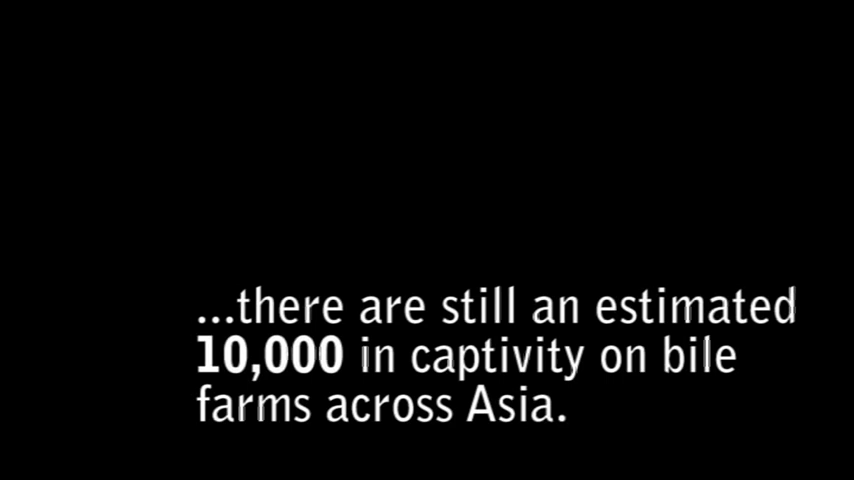 ...there are still an estimated
10,000 in captivity on bile
farms across Asia.